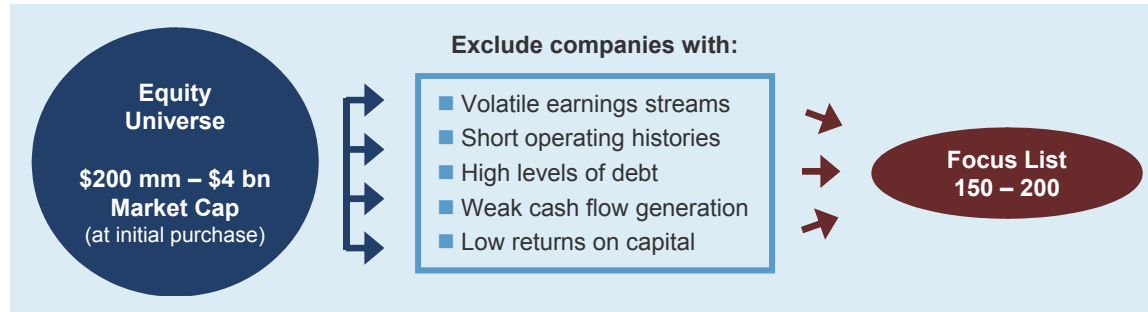 Equity
Universe
$200 mm – $4 bn
Market Cap
(at initial purchase)
Exclude companies with:
Volatile earnings streams
Short operating histories
High levels of debt
Weak cash flow generation
Low returns on capital
Focus List
150 – 200